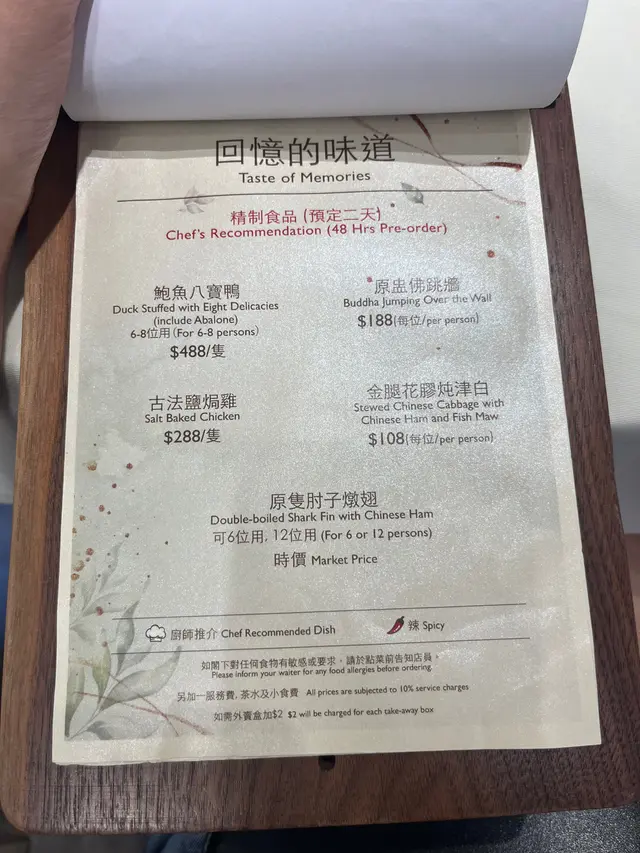 回憶的味道
Taste of Memories
精制食品 (預定二天)
Chef's Recommendation (48 Hrs Pre-order)
鮑魚八寶鴨
Duck Stuffed with Eight Delicacies
(include Abalone)
6-8位用 (For 6-8 persons)
$488/隻
原盅佛跳牆
Buddha Jumping Over the Wall
$188(每位/per person)
古法鹽焗雞
Salt Baked Chicken
$288/隻
金腿花膠炖津白
Stewed Chinese Cabbage with
Chinese Ham and Fish Maw
$108(每位/per person)
原隻肘子燉翅
Double-boiled Shark Fin with Chinese Ham
可6位用, 12位用 (For 6 or 12 persons)
時價 Market Price
廚師推介 Chef Recommended Dish
辣 Spicy
如閣下對任何食物有敏感或要求，請於點菜前告知店員。
Please inform your waiter for any food allergies before ordering.
另加一服務費, 茶水及小食費 All prices are subjected to 10% service charges
如需外賣盒加$2 $2 will be charged for each take-away box